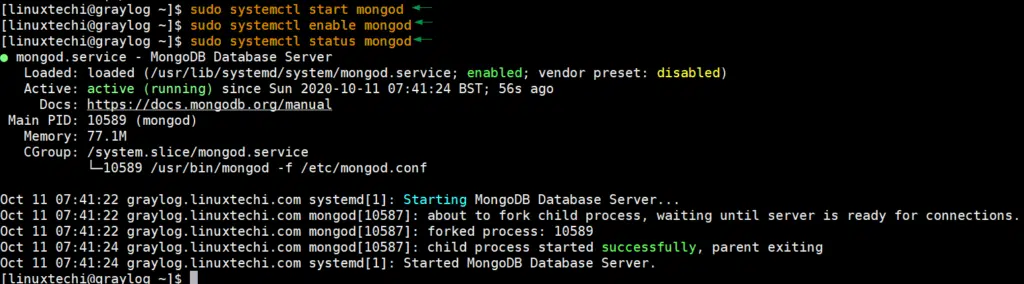 [linuxtechi@graylog ~]$ sudo systemctl start mongod
[linuxtechi@graylog ~]$ sudo systemctl enable mongod
[linuxtechi@graylog ~]$ sudo systemctl status mongod
● mongod.service - MongoDB Database Server
   Loaded: loaded (/usr/lib/systemd/system/mongod.service; enabled; vendor preset: disabled)
   Active: active (running) since Sun 2020-10-11 07:41:24 BST; 56s ago
     Docs: https://docs.mongodb.org/manual
 Main PID: 10589 (mongod)
   Memory: 77.1M
   CGroup: /system.slice/mongod.service
           └─10589 /usr/bin/mongod -f /etc/mongod.conf

Oct 11 07:41:22 graylog.linuxtechi.com systemd[1]: Starting MongoDB Database Server...
Oct 11 07:41:22 graylog.linuxtechi.com mongod[10587]: about to fork child process, waiting until server is ready for connections.
Oct 11 07:41:22 graylog.linuxtechi.com mongod[10587]: forked process: 10589
Oct 11 07:41:24 graylog.linuxtechi.com mongod[10587]: child process started successfully, parent exiting
Oct 11 07:41:24 graylog.linuxtechi.com systemd[1]: Started MongoDB Database Server.
[linuxtechi@graylog ~]$